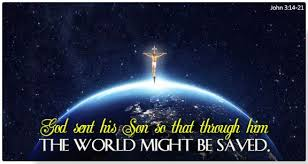 John 3:14-21
God sent his Son so that through him
THE WORLD MIGHT BE SAVED.